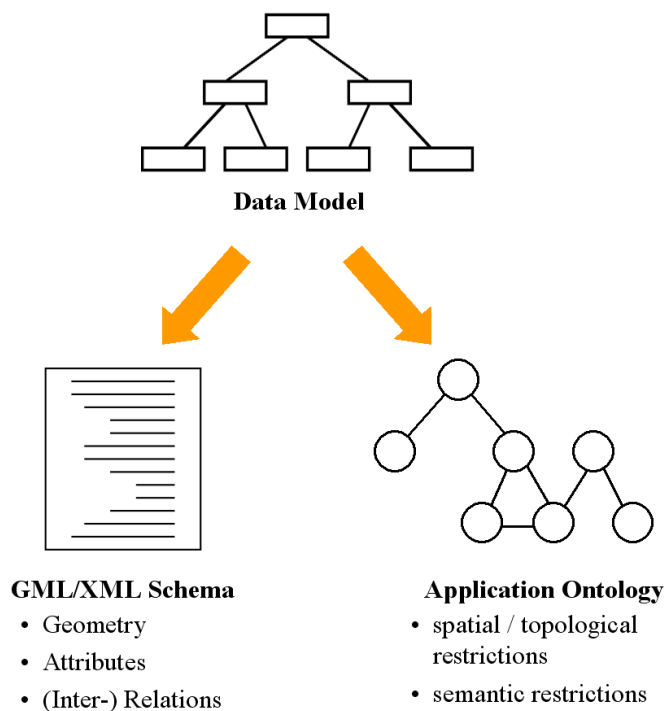 Data Model
GML/XML Schema
• Geometry
• Attributes
• (Inter-) Relations
Application Ontology
• spatial / topological
restrictions
• semantic restrictions